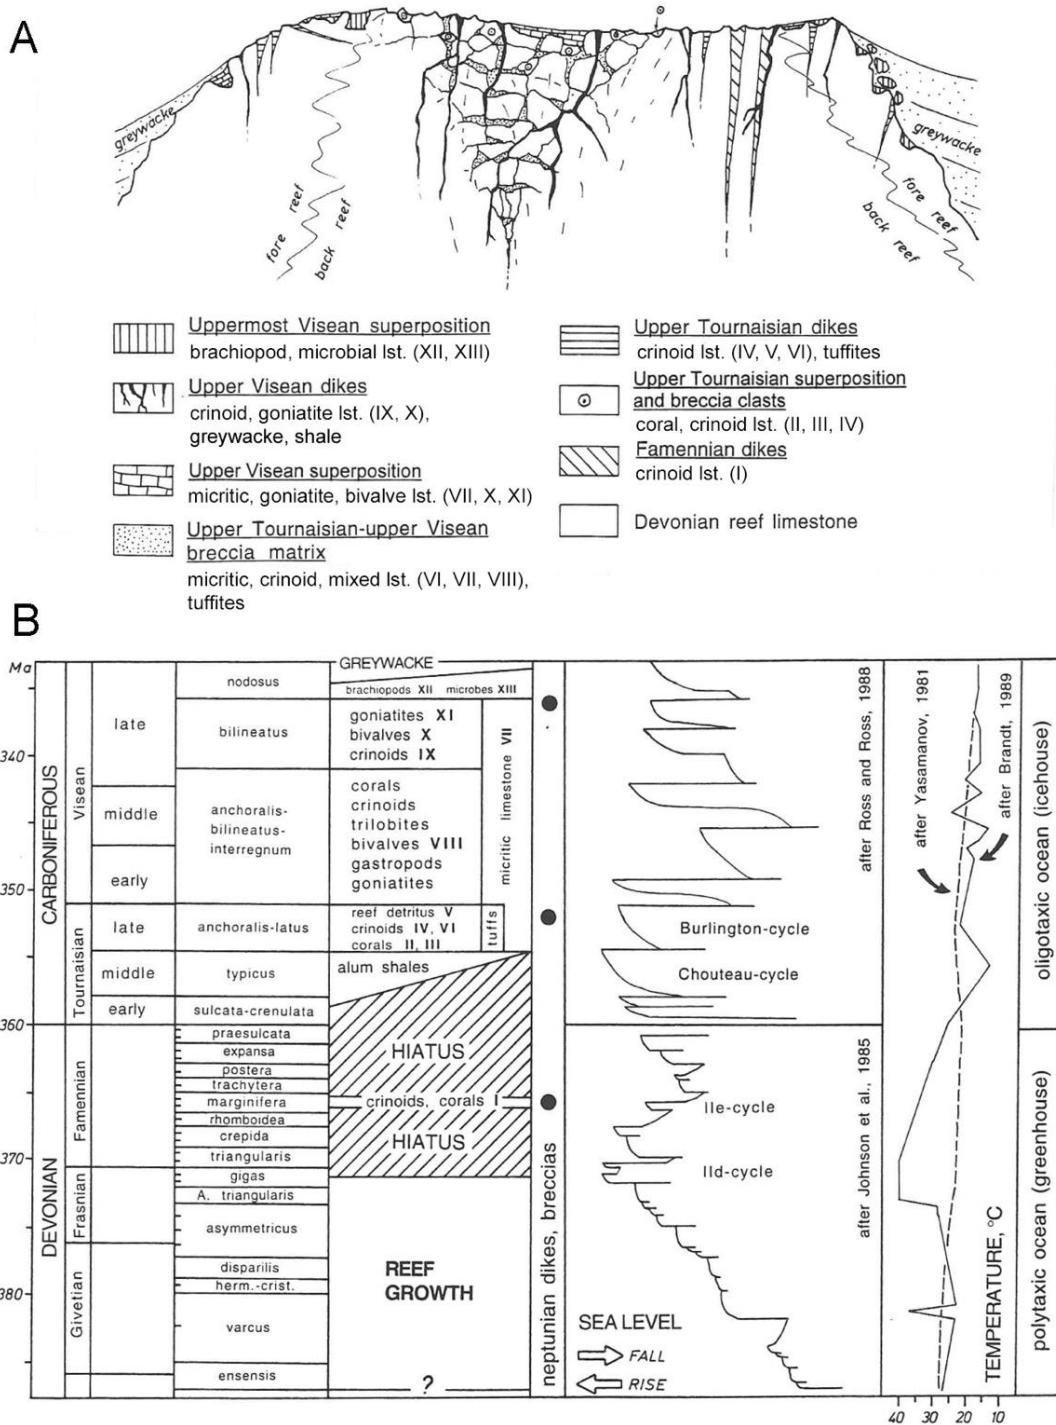 A
greywacke
fore reef
back reef
greywacke
fore reef
back reef
Uppermost Visean superposition
brachiopod, microbial lst. (XII, XIII)
Upper Visean dikes
crinoid, goniatite lst. (IX, X),
greywacke, shale
Upper Visean superposition
micritic, goniatite, bivalve lst. (VII, X, XI)
Upper Tournaisian-upper Visean
breccia matrix
micritic, crinoid, mixed lst. (VI, VII, VIII),
tuffites
Upper Tournaisian dikes
crinoid lst. (IV, V, VI), tuffites
Upper Tournaisian superposition
and breccia clasts
coral, crinoid lst. (II, III, IV)
Famennian dikes
crinoid lst. (I)
Devonian reef limestone
B
Ma
340
350
360
370
380
CARBONIFEROUS
DEVONIAN
Visean
Tournaisian
Famennian
Frasnian
Givetian
late
middle
early
late
middle
early
nodosus
bilineatus
anchoralis-
bilineatus-
interregnum
anchoralis-latus
typicus
sulcata-crenulata
praesulcata
expansa
postera
trachytera
marginifera
rhomboidea
crepida
triangularis
gigas
A. triangularis
asymmetricus
disparilis
herm.-crist.
varcus
ensensis
GREYWACKE
brachiopods XII microbes XIII
goniatites XI
bivalves X
crinoids IX
corals
crinoids
trilobites
bivalves VIII
gastropods
goniatites
micritic limestone VII
reef detritus V
crinoids IV, VI
corals II, III
tuffs
alum shales
HIATUS
crinoids, corals I
HIATUS
REEF
GROWTH
?
neptunian dikes, breccias
Burlington-cycle
Chouteau-cycle
IIe-cycle
IId-cycle
SEA LEVEL
FALL
RISE
after Ross and Ross, 1988
after Johnson et al., 1985
after Yasamanov, 1981
after Brandt, 1989
TEMPERATURE, °C
40 30 20 10
oligotaxic ocean (icehouse)
polytaxic ocean (greenhouse)